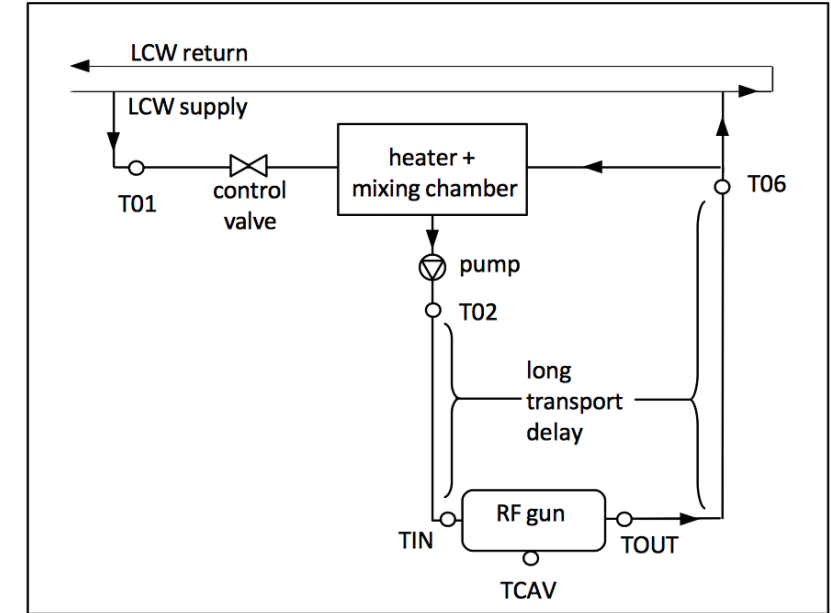 LCW return
LCW supply
heater +
mixing chamber
T01
control
valve
T06
pump
T02
long
transport
delay
RF gun
TIN
TOUT
TCAV